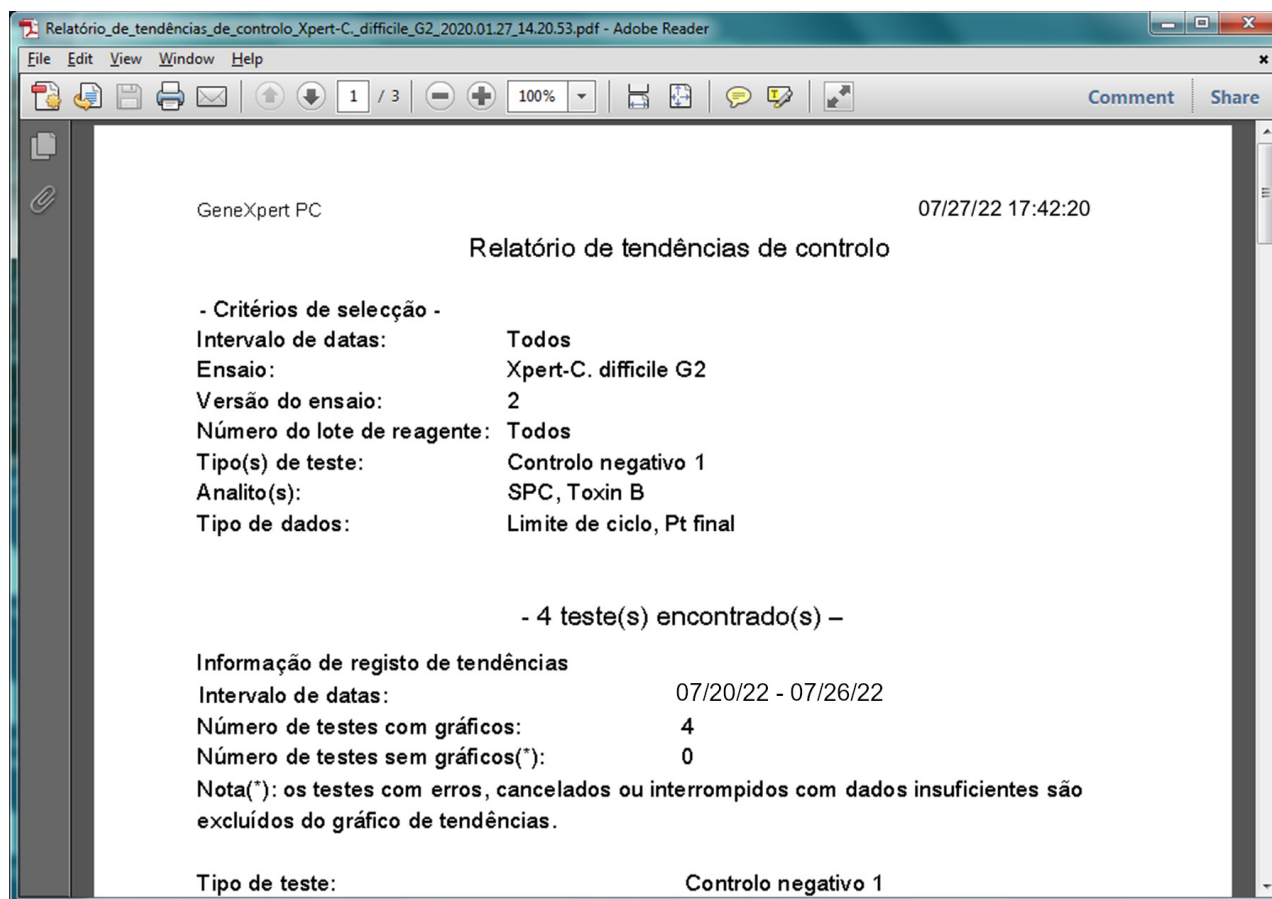 Relatório_de_tendências_de_controlo_Xpert-C._difficile_G2_2020.01.27_14.20.53.pdf - Adobe Reader
File Edit View Window Help
1 / 3 100% Comment Share
GeneXpert PC 07/27/22 17:42:20
Relatório de tendências de controlo
- Critérios de selecção -
Intervalo de datas: Todos
Ensaio: Xpert-C. difficile G2
Versão do ensaio: 2
Número do lote de reagente: Todos
Tipo(s) de teste: Controlo negativo 1
Analito(s): SPC, Toxin B
Tipo de dados: Limite de ciclo, Pt final
- 4 teste(s) encontrado(s) –
Informação de registo de tendências
Intervalo de datas: 07/20/22 - 07/26/22
Número de testes com gráficos: 4
Número de testes sem gráficos(*): 0
Nota(*): os testes com erros, cancelados ou interrompidos com dados insuficientes são
excluídos do gráfico de tendências.
Tipo de teste: Controlo negativo 1